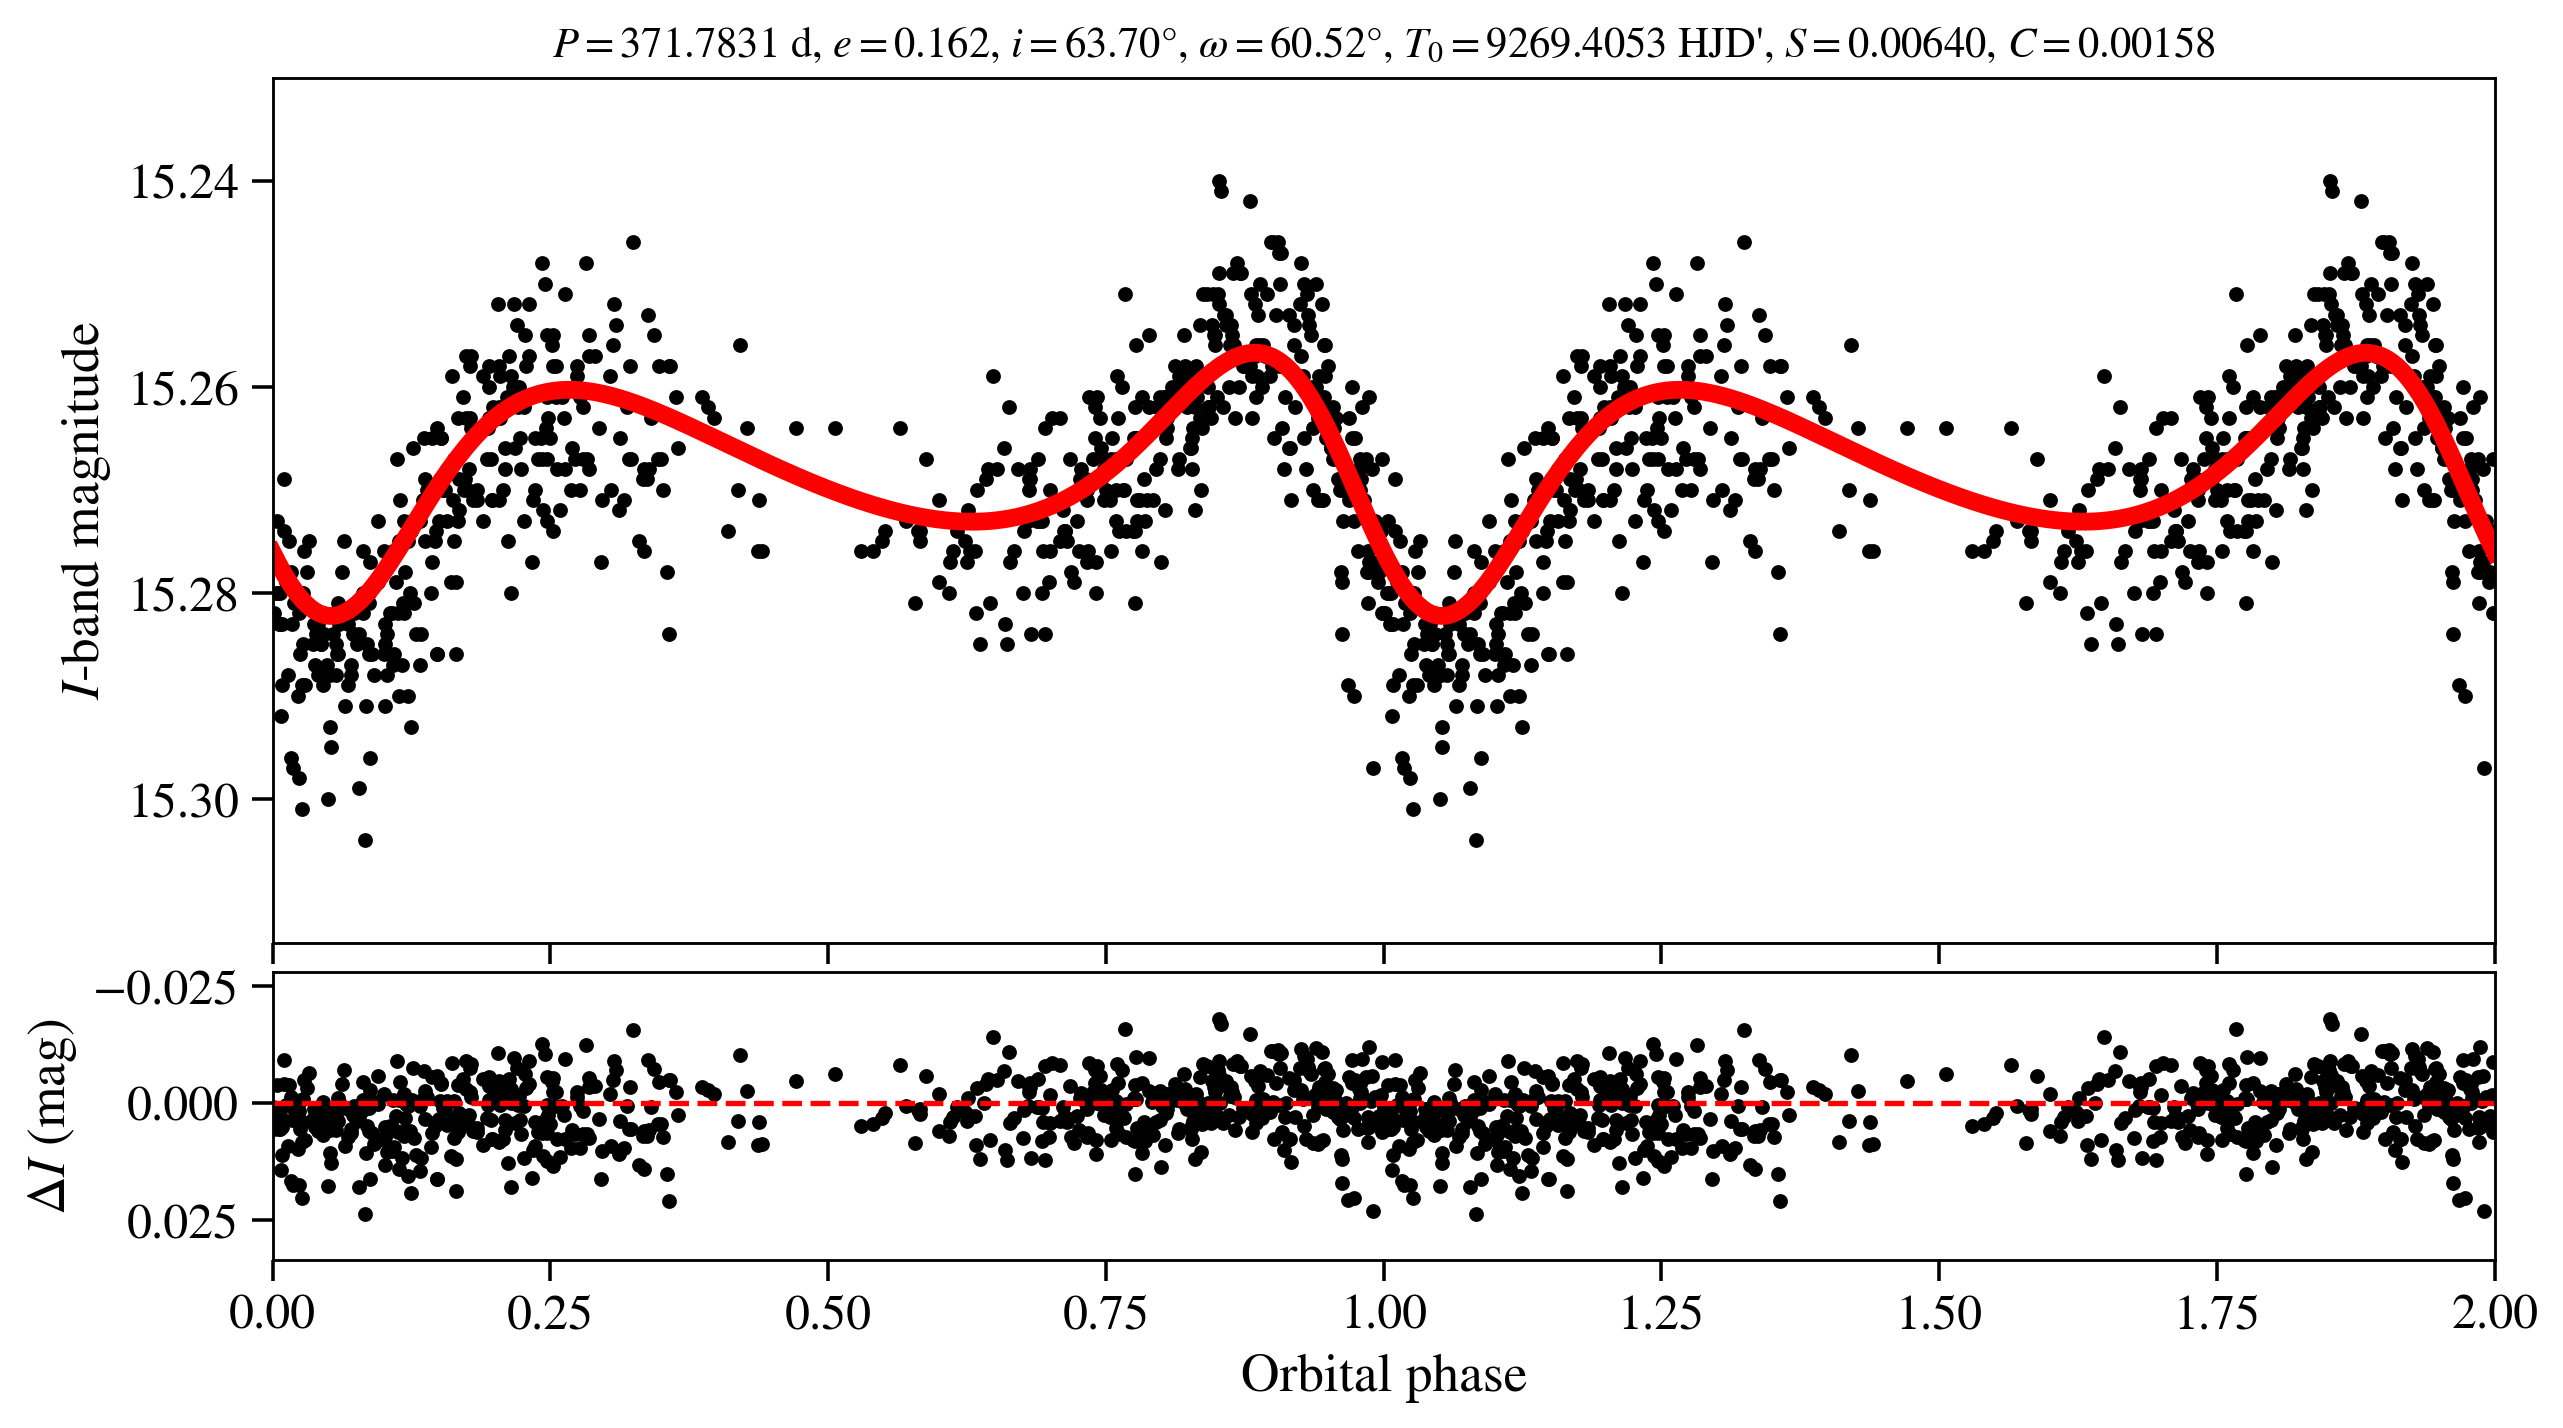 P = 371.7831 d, e = 0.162, i = 63.70°, ω = 60.52°, T₀ = 9269.4053 HJD', S = 0.00640, C = 0.00158
15.24
15.26
15.28
15.30
I-band magnitude
−0.025
0.000
0.025
ΔI (mag)
0.00 0.25 0.50 0.75 1.00 1.25 1.50 1.75 2.00
Orbital phase